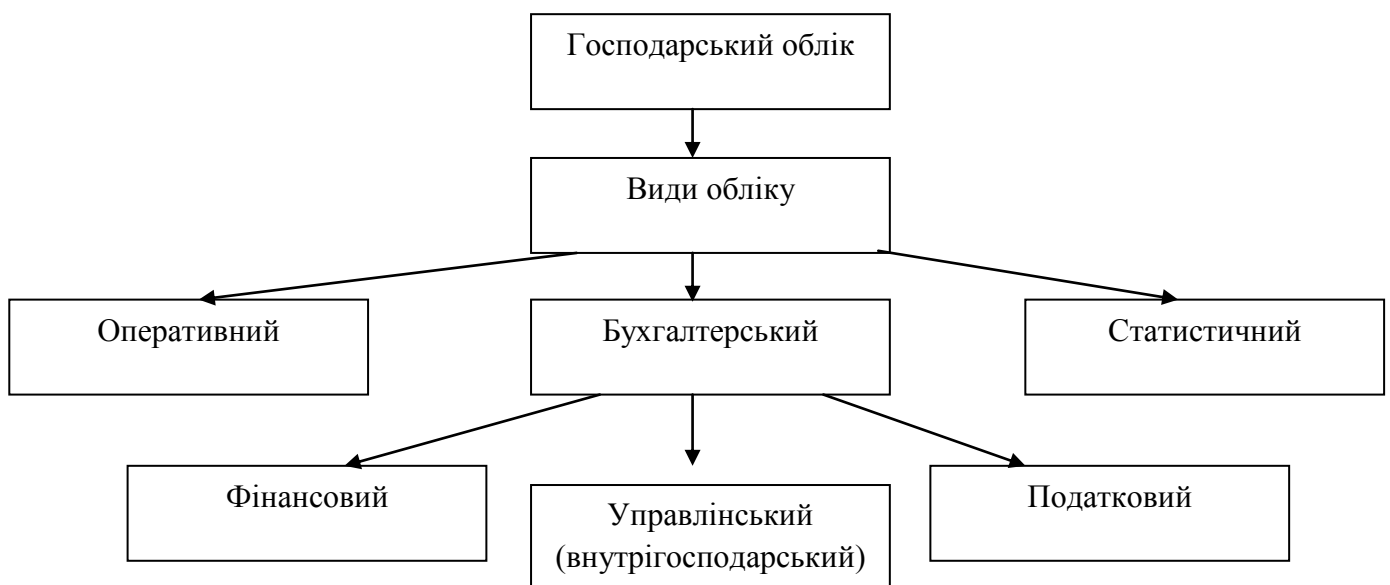 Господарський облік
Види обліку
Оперативний
Бухгалтерський
Статистичний
Фінансовий
Управлінський
(внутрігосподарський)
Податковий